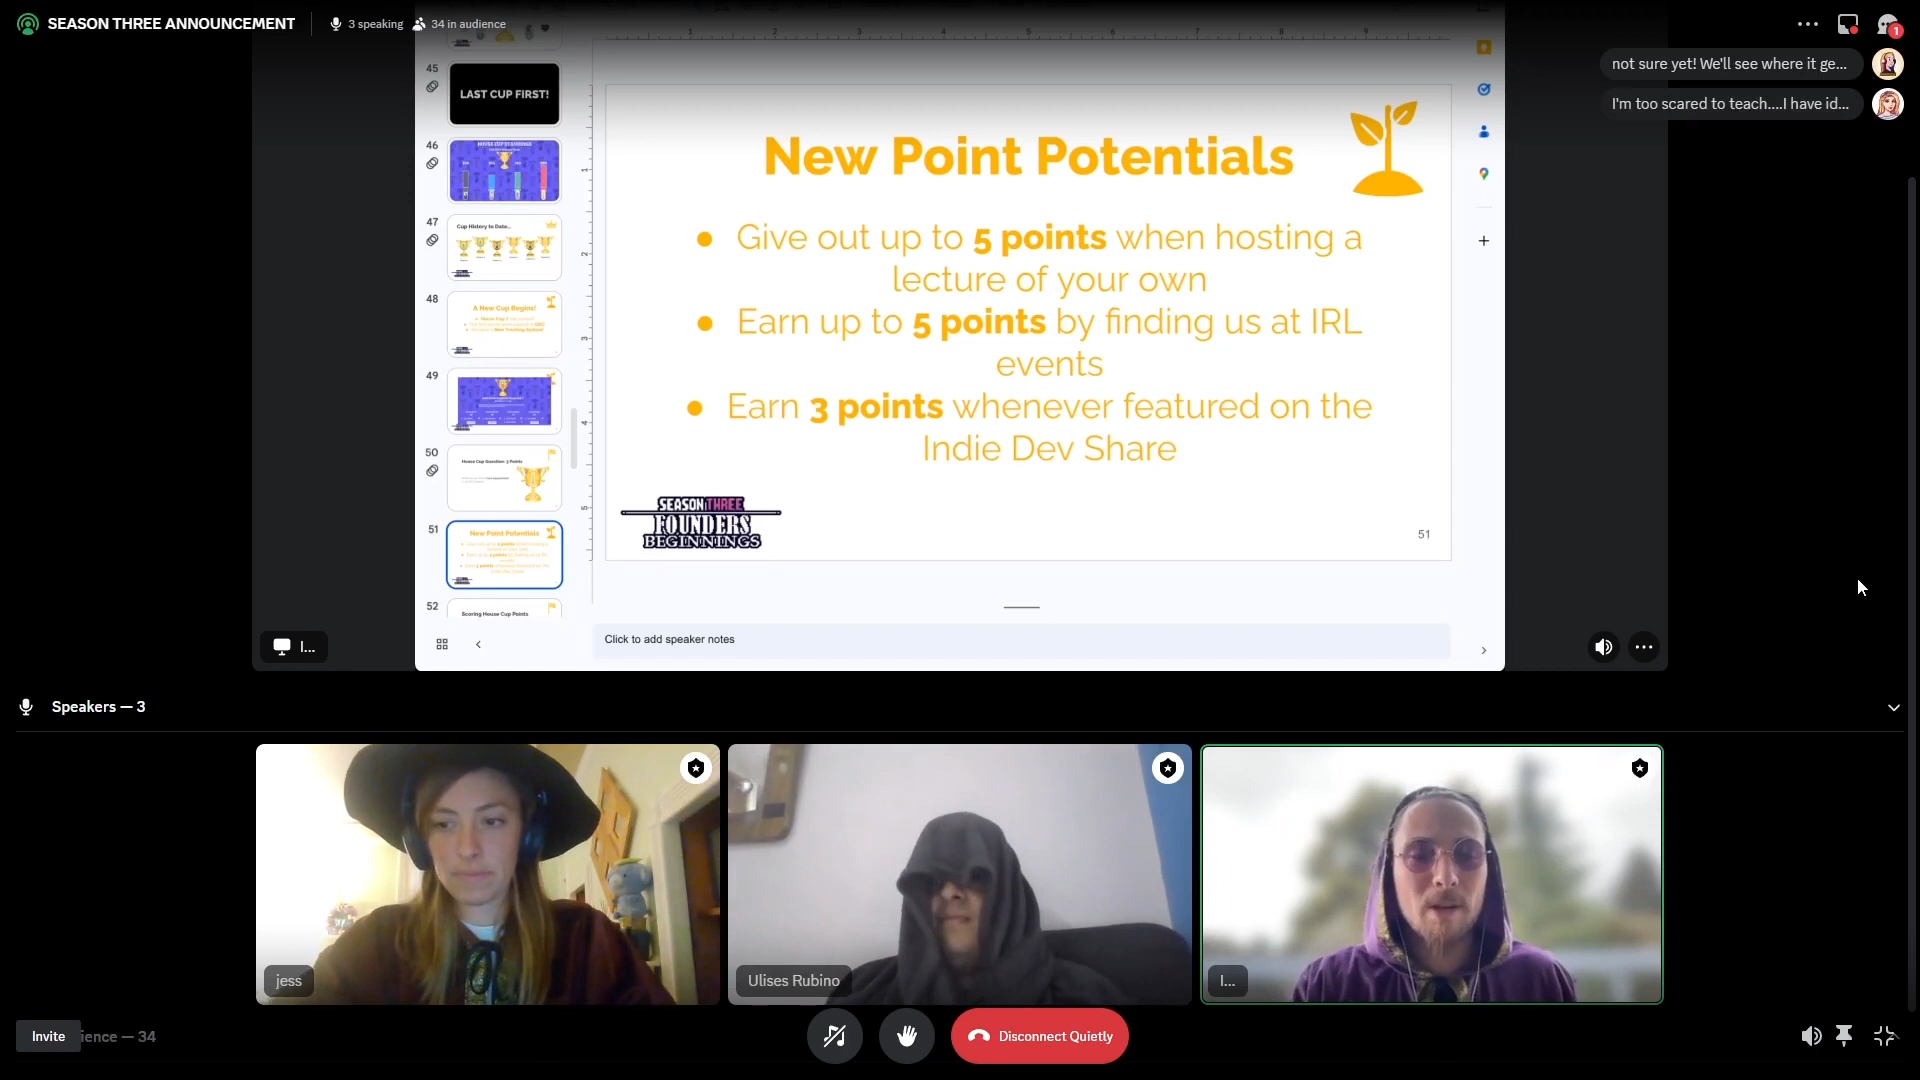 SEASON THREE ANNOUNCEMENT
3 speaking
34 in audience
1
not sure yet! We'll see where it ge...
I'm too scared to teach....I have id...
45
LAST CUP FIRST!
46
HOUSE CUP STANDINGS
47
Cup History to Date...
48
A New Cup Begins!
49
50
House Cup Question: 3 Points
51
New Point Potentials
52
Scoring House Cup Points
New Point Potentials
● Give out up to 5 points when hosting a
lecture of your own
● Earn up to 5 points by finding us at IRL
events
● Earn 3 points whenever featured on the
Indie Dev Share
SEASON THREE
FOUNDERS
BEGINNINGS
51
Click to add speaker notes
I...
Speakers — 3
jess
Ulises Rubino
I...
Invite
ience — 34
Disconnect Quietly